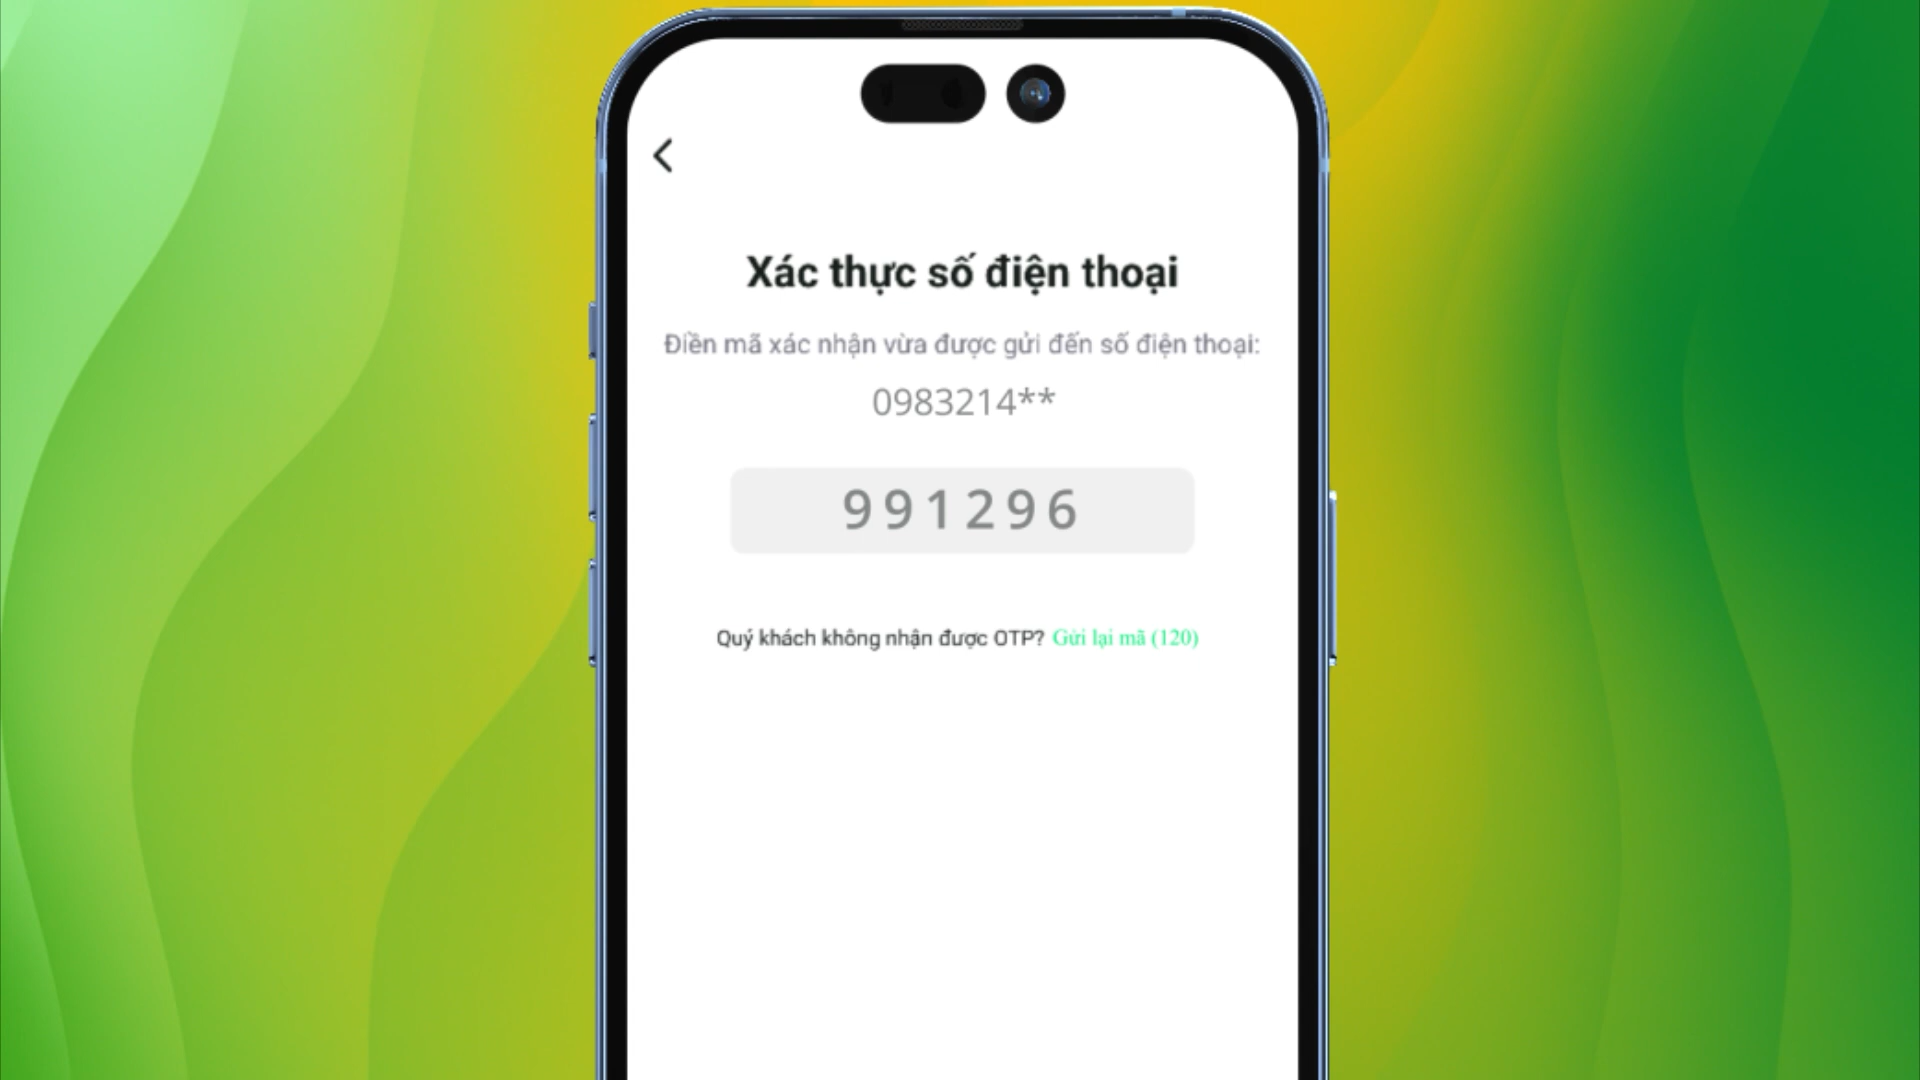 Xác thực số điện thoại
Điền mã xác nhận vừa được gửi đến số điện thoại:
0983214**
991296
Quý khách không nhận được OTP? Gửi lại mã (120)